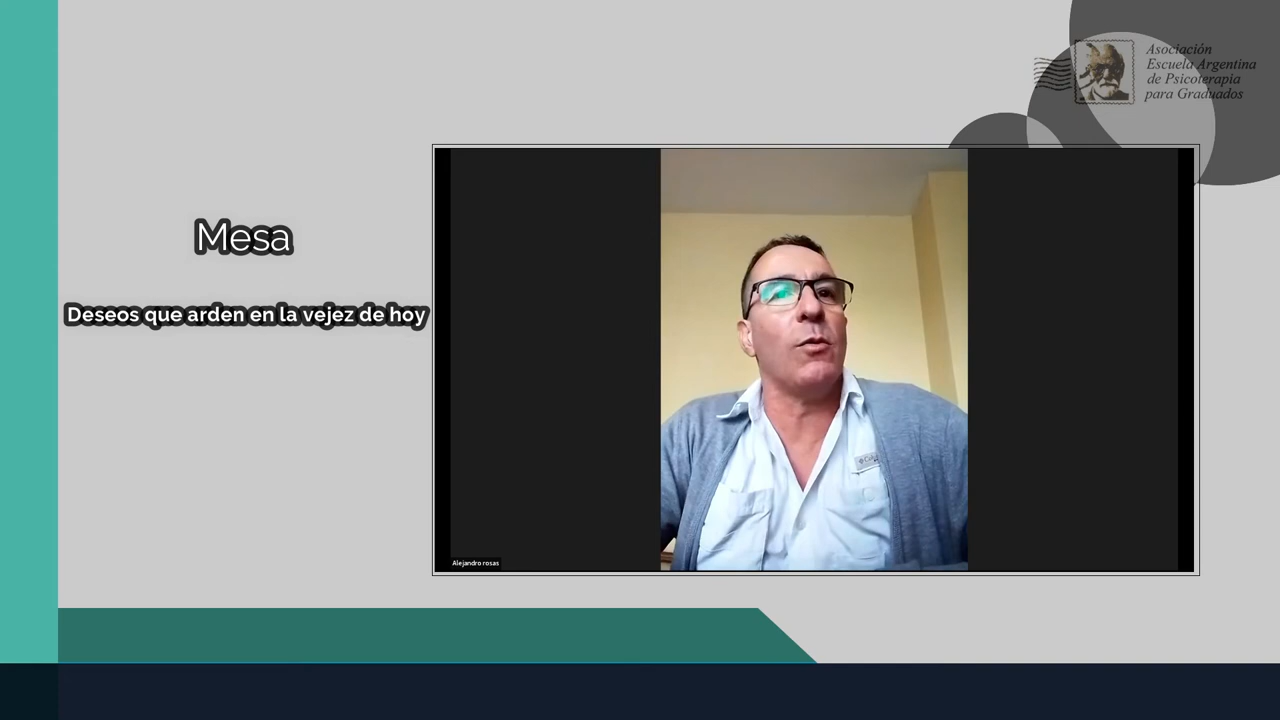 Asociación
Escuela Argentina
de Psicoterapia
para Graduados
Mesa
Deseos que arden en la vejez de hoy
Alejandro rosas